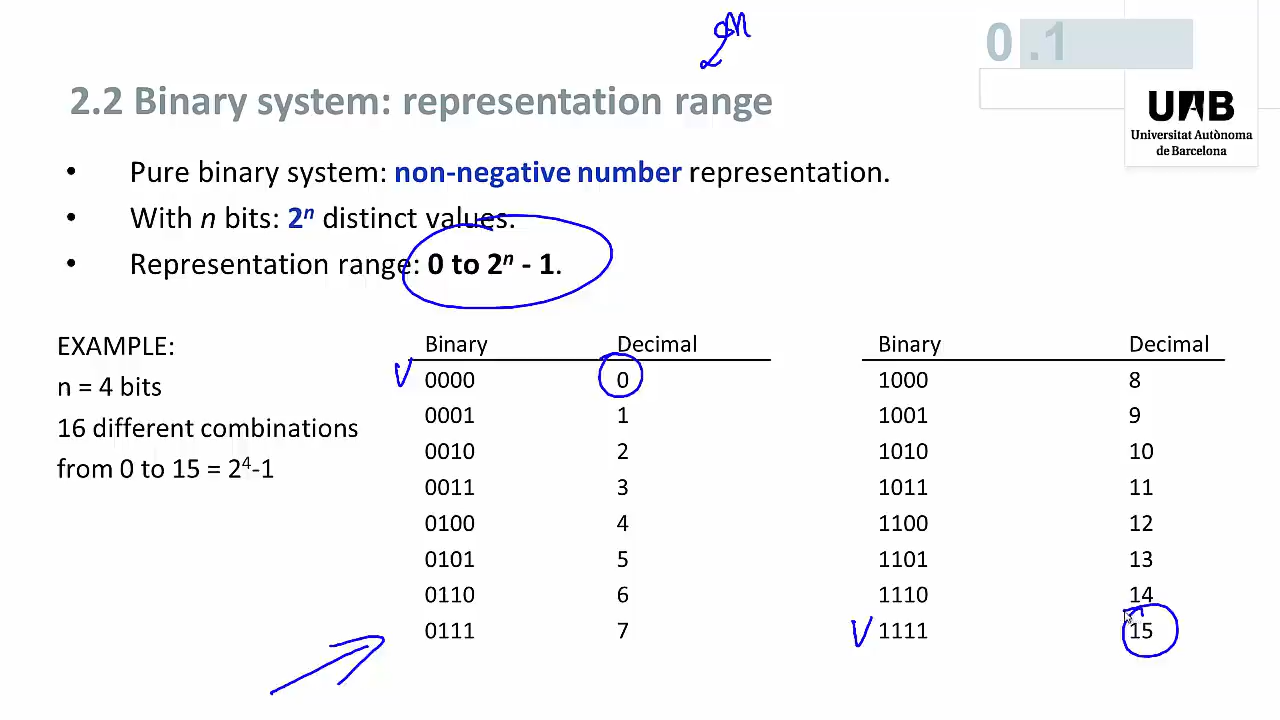 2ⁿ
0.1
2.2 Binary system: representation range
UAB
Universitat Autònoma
de Barcelona
• Pure binary system: non-negative number representation.
• With n bits: 2ⁿ distinct values.
• Representation range: 0 to 2ⁿ - 1.
EXAMPLE:
n = 4 bits
16 different combinations
from 0 to 15 = 2⁴-1
Binary Decimal
0000 0
0001 1
0010 2
0011 3
0100 4
0101 5
0110 6
0111 7
Binary Decimal
1000 8
1001 9
1010 10
1011 11
1100 12
1101 13
1110 14
1111 15